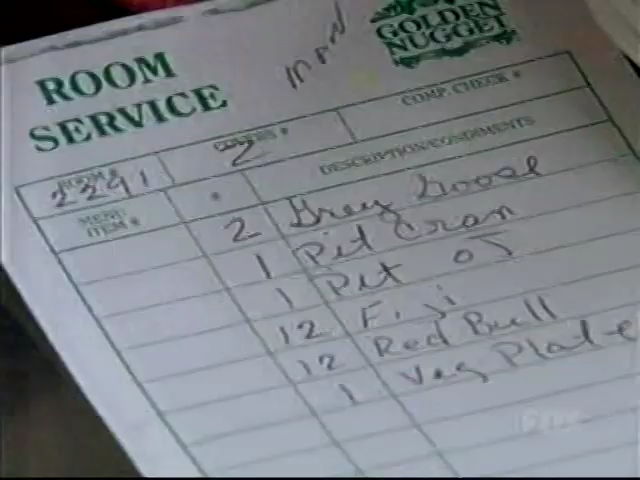 ROOM SERVICE
GOLDEN NUGGET
COMP. CHECK #
ROOM #
2291
COVERS #
2
MENU ITEM #
#
DESCRIPTION/CONDIMENTS
2 Grey Goose
1 Pit Cran
1 Pit OJ
12 Fiji
12 Red Bull
1 Veg Plate